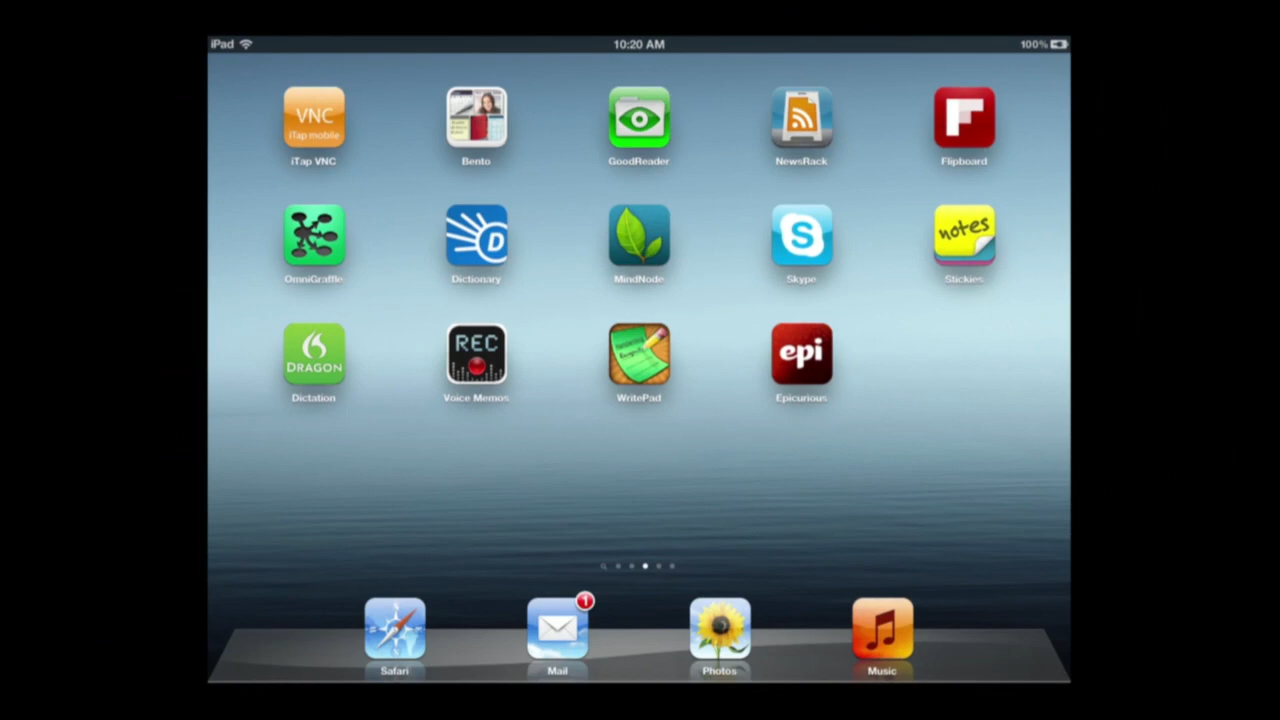 iPad 10:20 AM 100%
VNC
iTap mobile
iTap VNC Bento GoodReader NewsRack Flipboard
D S notes
OmniGraffle Dictionary MindNode Skype Stickies
DRAGON REC epi
Dictation Voice Memos WritePad Epicurious
1
Safari Mail Photos Music